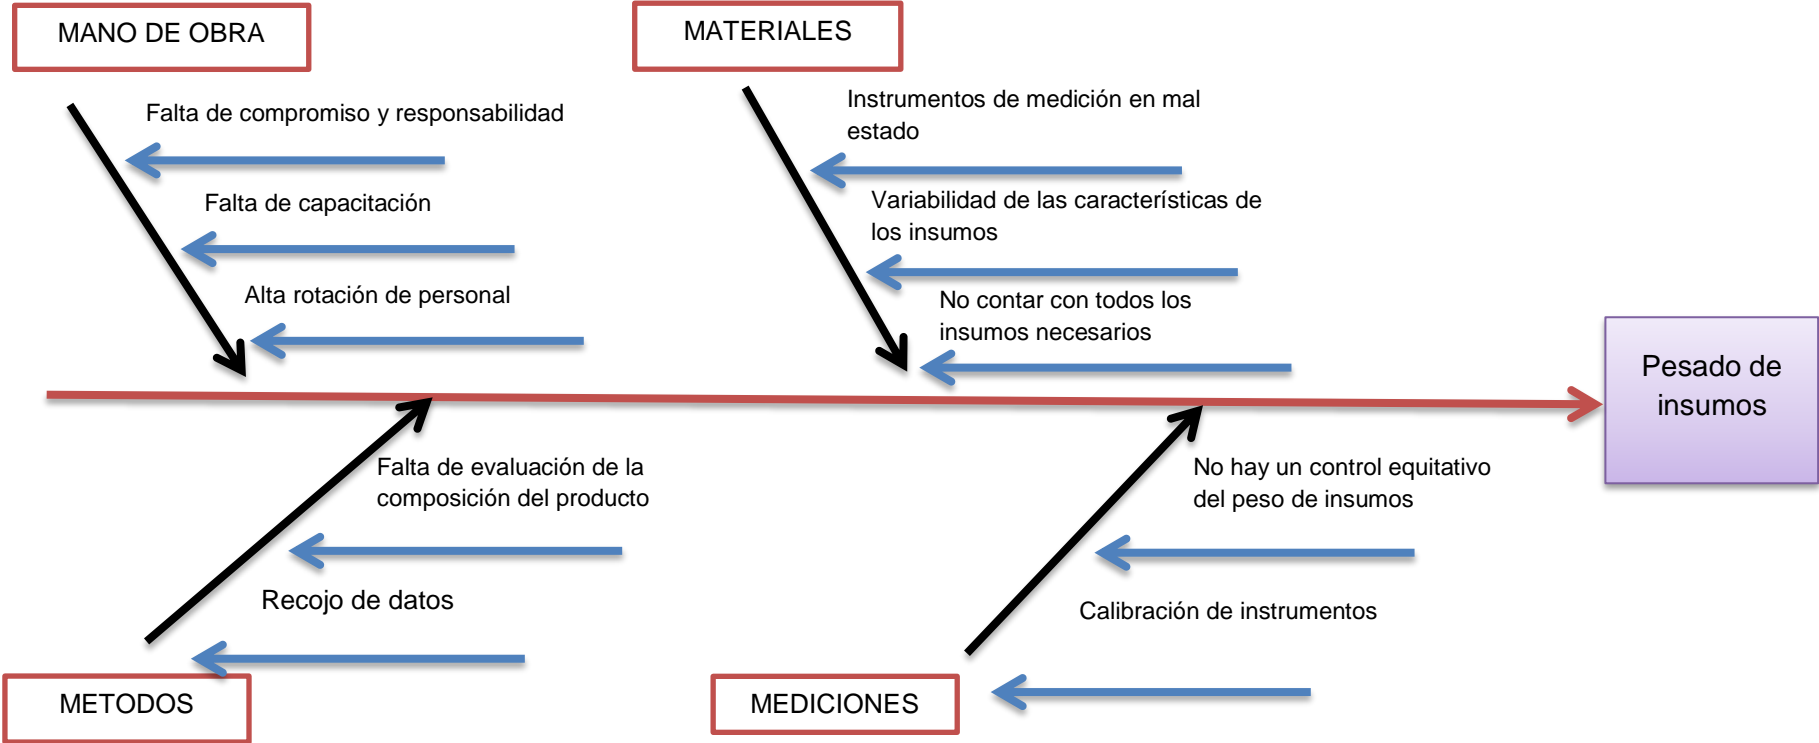 MANO DE OBRA
MATERIALES
Falta de compromiso y responsabilidad
Falta de capacitación
Alta rotación de personal
Instrumentos de medición en mal
estado
Variabilidad de las características de
los insumos
No contar con todos los
insumos necesarios
Pesado de
insumos
Falta de evaluación de la
composición del producto
Recojo de datos
No hay un control equitativo
del peso de insumos
Calibración de instrumentos
METODOS
MEDICIONES